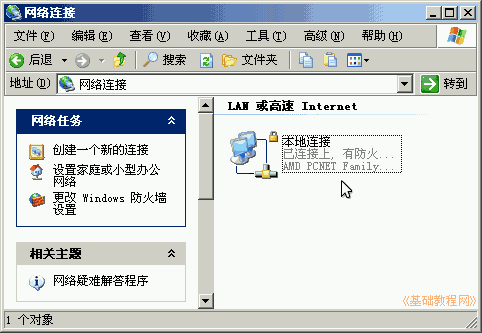 网络连接
文件(F) 编辑(E) 查看(V) 收藏(A) 工具(T) 高级(N) 帮助(H)
后退 搜索 文件夹
地址(D) 网络连接 转到
网络任务
创建一个新的连接
设置家庭或小型办公
网络
更改 Windows 防火墙
设置
相关主题
网络疑难解答程序
LAN 或高速 Internet
本地连接
已连接上, 有防火...
AMD PCNET Family...
《基础教程网》
1 个对象